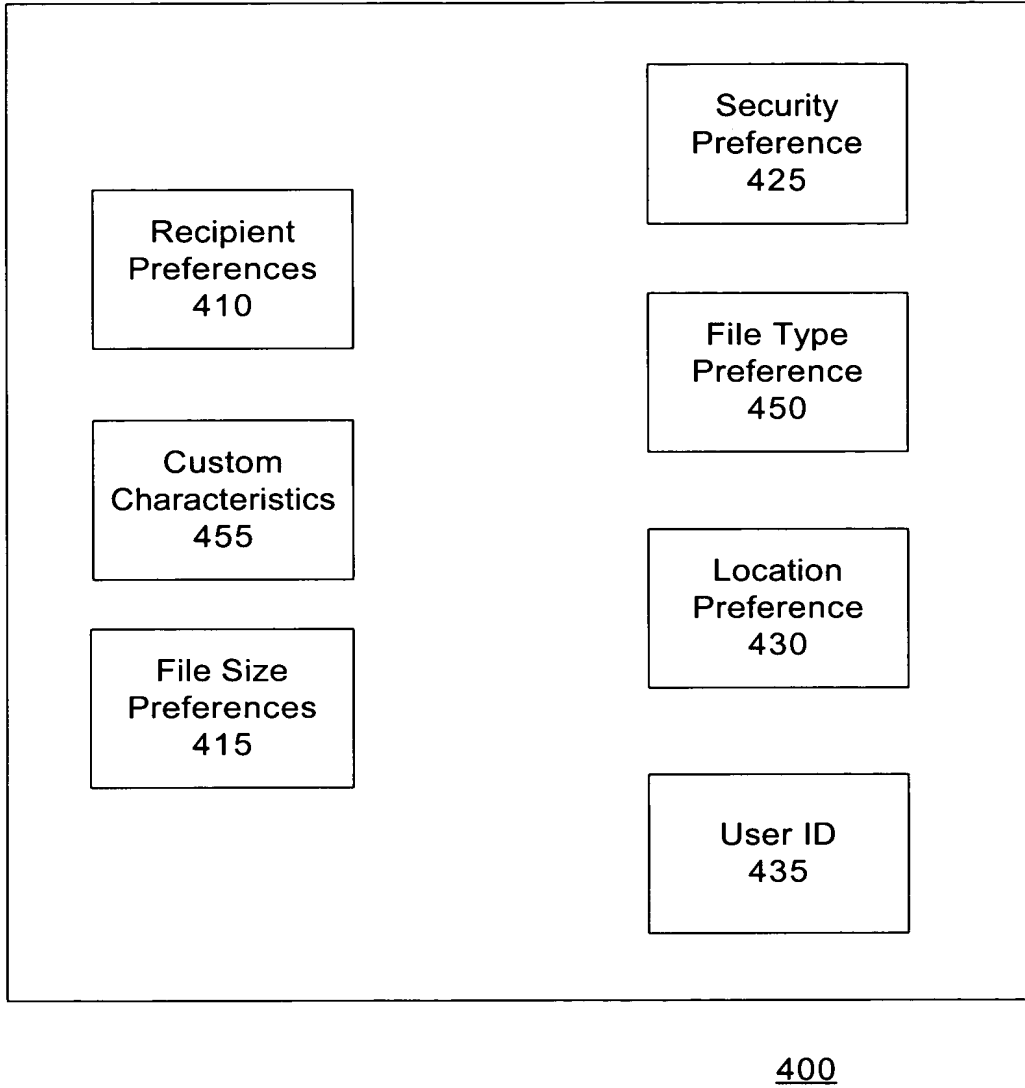 Recipient
Preferences
410
Custom
Characteristics
455
File Size
Preferences
415
Security
Preference
425
File Type
Preference
450
Location
Preference
430
User ID
435
400